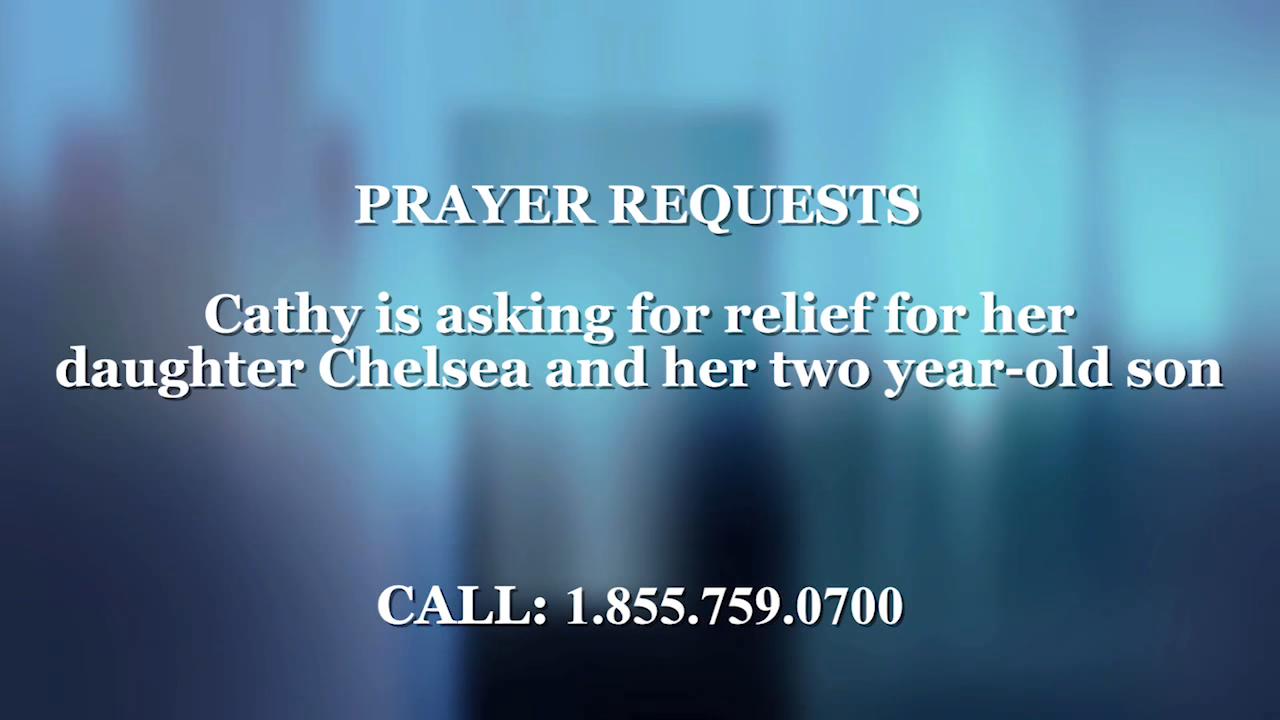 PRAYER REQUESTS
Cathy is asking for relief for her
daughter Chelsea and her two year-old son
CALL: 1.855.759.0700